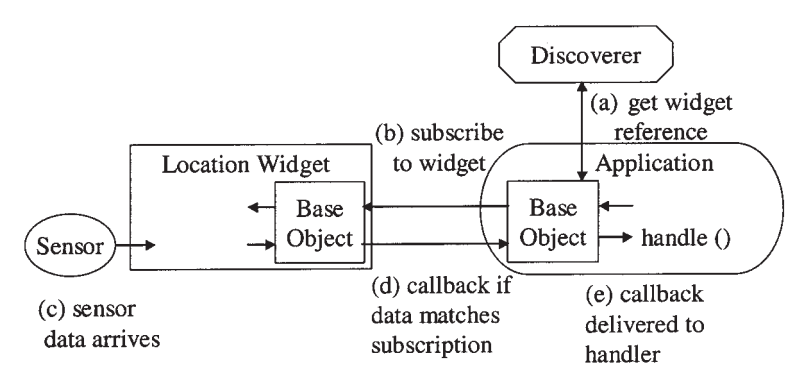 Discoverer
(a) get widget
reference
(b) subscribe
to widget
Location Widget
Application
Base
Object
Base
Object
handle ()
Sensor
(c) sensor
data arrives
(d) callback if
data matches
subscription
(e) callback
delivered to
handler